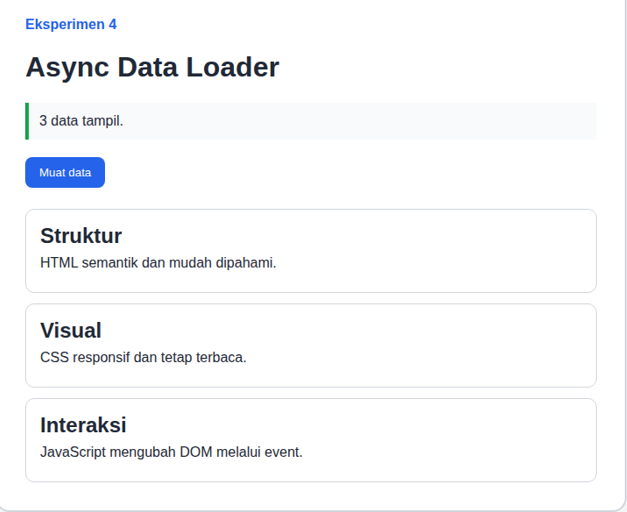 Eksperimen 4
Async Data Loader
3 data tampil.
Muat data
Struktur
HTML semantik dan mudah dipahami.
Visual
CSS responsif dan tetap terbaca.
Interaksi
JavaScript mengubah DOM melalui event.